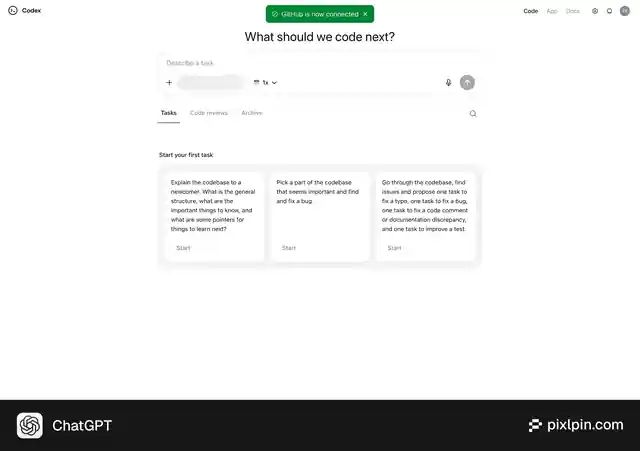 Codex
GitHub is now connected
Code App Docs
What should we code next?
Describe a task
1x
Tasks Code reviews Archive
Start your first task
Explain the codebase to a
newcomer. What is the general
structure, what are the
important things to know, and
what are some pointers for
things to learn next?
Start
Pick a part of the codebase
that seems important and find
and fix a bug
Start
Go through the codebase, find
issues and propose one task to
fix a typo, one task to fix a bug,
one task to fix a code comment
or documentation discrepancy,
and one task to improve a test.
Start
ChatGPT
pixlpin.com